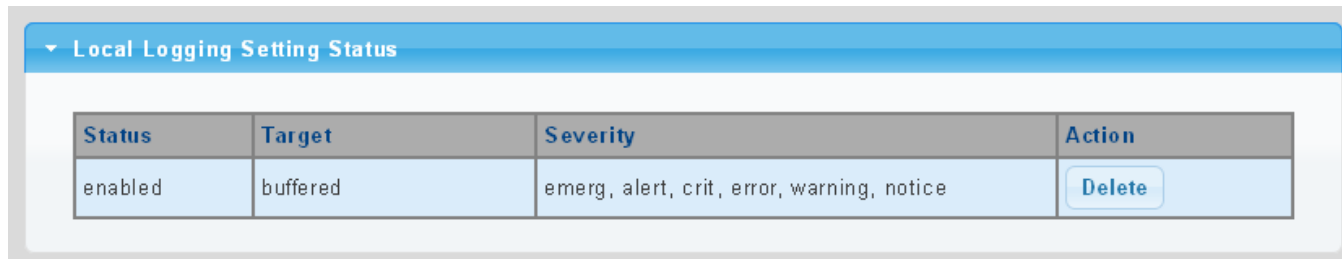 Local Logging Setting Status
Status Target Severity Action
enabled buffered emerg, alert, crit, error, warning, notice Delete